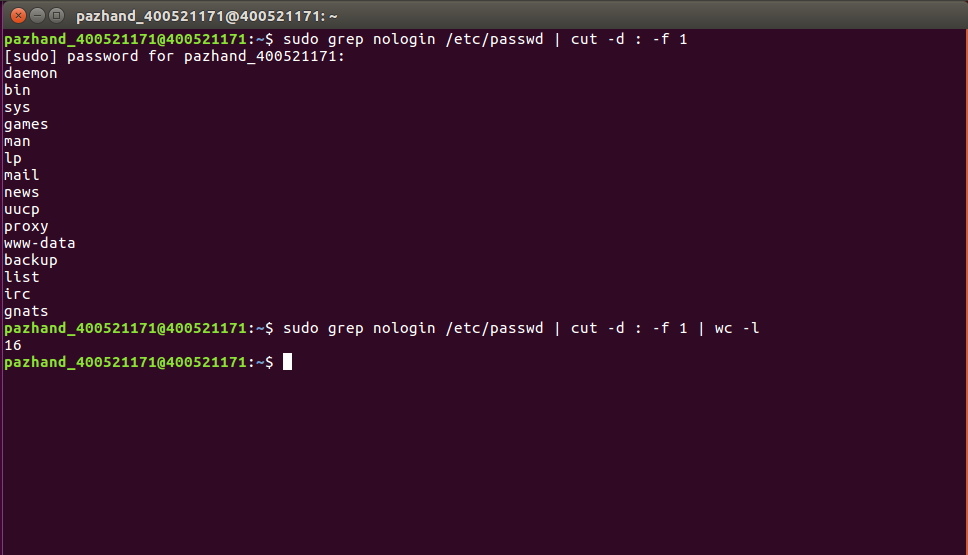 pazhand_400521171@400521171: ~
pazhand_400521171@400521171:~$ sudo grep nologin /etc/passwd | cut -d : -f 1
[sudo] password for pazhand_400521171:
daemon
bin
sys
games
man
lp
mail
news
uucp
proxy
www-data
backup
list
irc
gnats
pazhand_400521171@400521171:~$ sudo grep nologin /etc/passwd | cut -d : -f 1 | wc -l
16
pazhand_400521171@400521171:~$